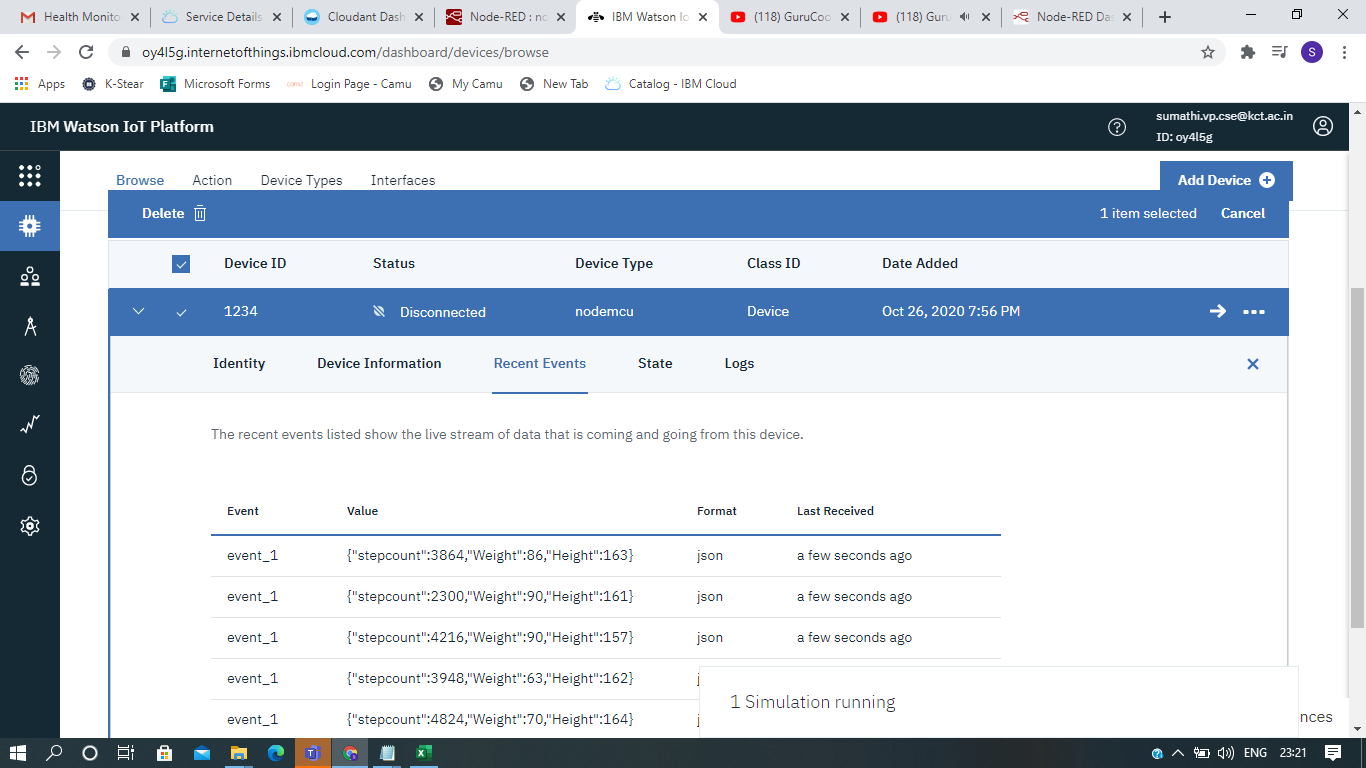 Health Monito
Service Details
Cloudant Dash
Node-RED : no
IBM Watson Io
(118) GuruCoo
(118) Guru
Node-RED Das
oy4l5g.internetofthings.ibmcloud.com/dashboard/devices/browse
S
Apps
K-Stear
Microsoft Forms
Login Page - Camu
My Camu
New Tab
Catalog - IBM Cloud
IBM Watson IoT Platform
sumathi.vp.cse@kct.ac.in
ID: oy4l5g
Browse Action Device Types Interfaces
Add Device
Delete
1 item selected Cancel
Device ID Status Device Type Class ID Date Added
1234 Disconnected nodemcu Device Oct 26, 2020 7:56 PM
Identity Device Information Recent Events State Logs
The recent events listed show the live stream of data that is coming and going from this device.
Event Value Format Last Received
event_1 {"stepcount":3864,"Weight":86,"Height":163} json a few seconds ago
event_1 {"stepcount":2300,"Weight":90,"Height":161} json a few seconds ago
event_1 {"stepcount":4216,"Weight":90,"Height":157} json a few seconds ago
event_1 {"stepcount":3948,"Weight":63,"Height":162} j
event_1 {"stepcount":4824,"Weight":70,"Height":164} j
1 Simulation running
nces
ENG 23:21